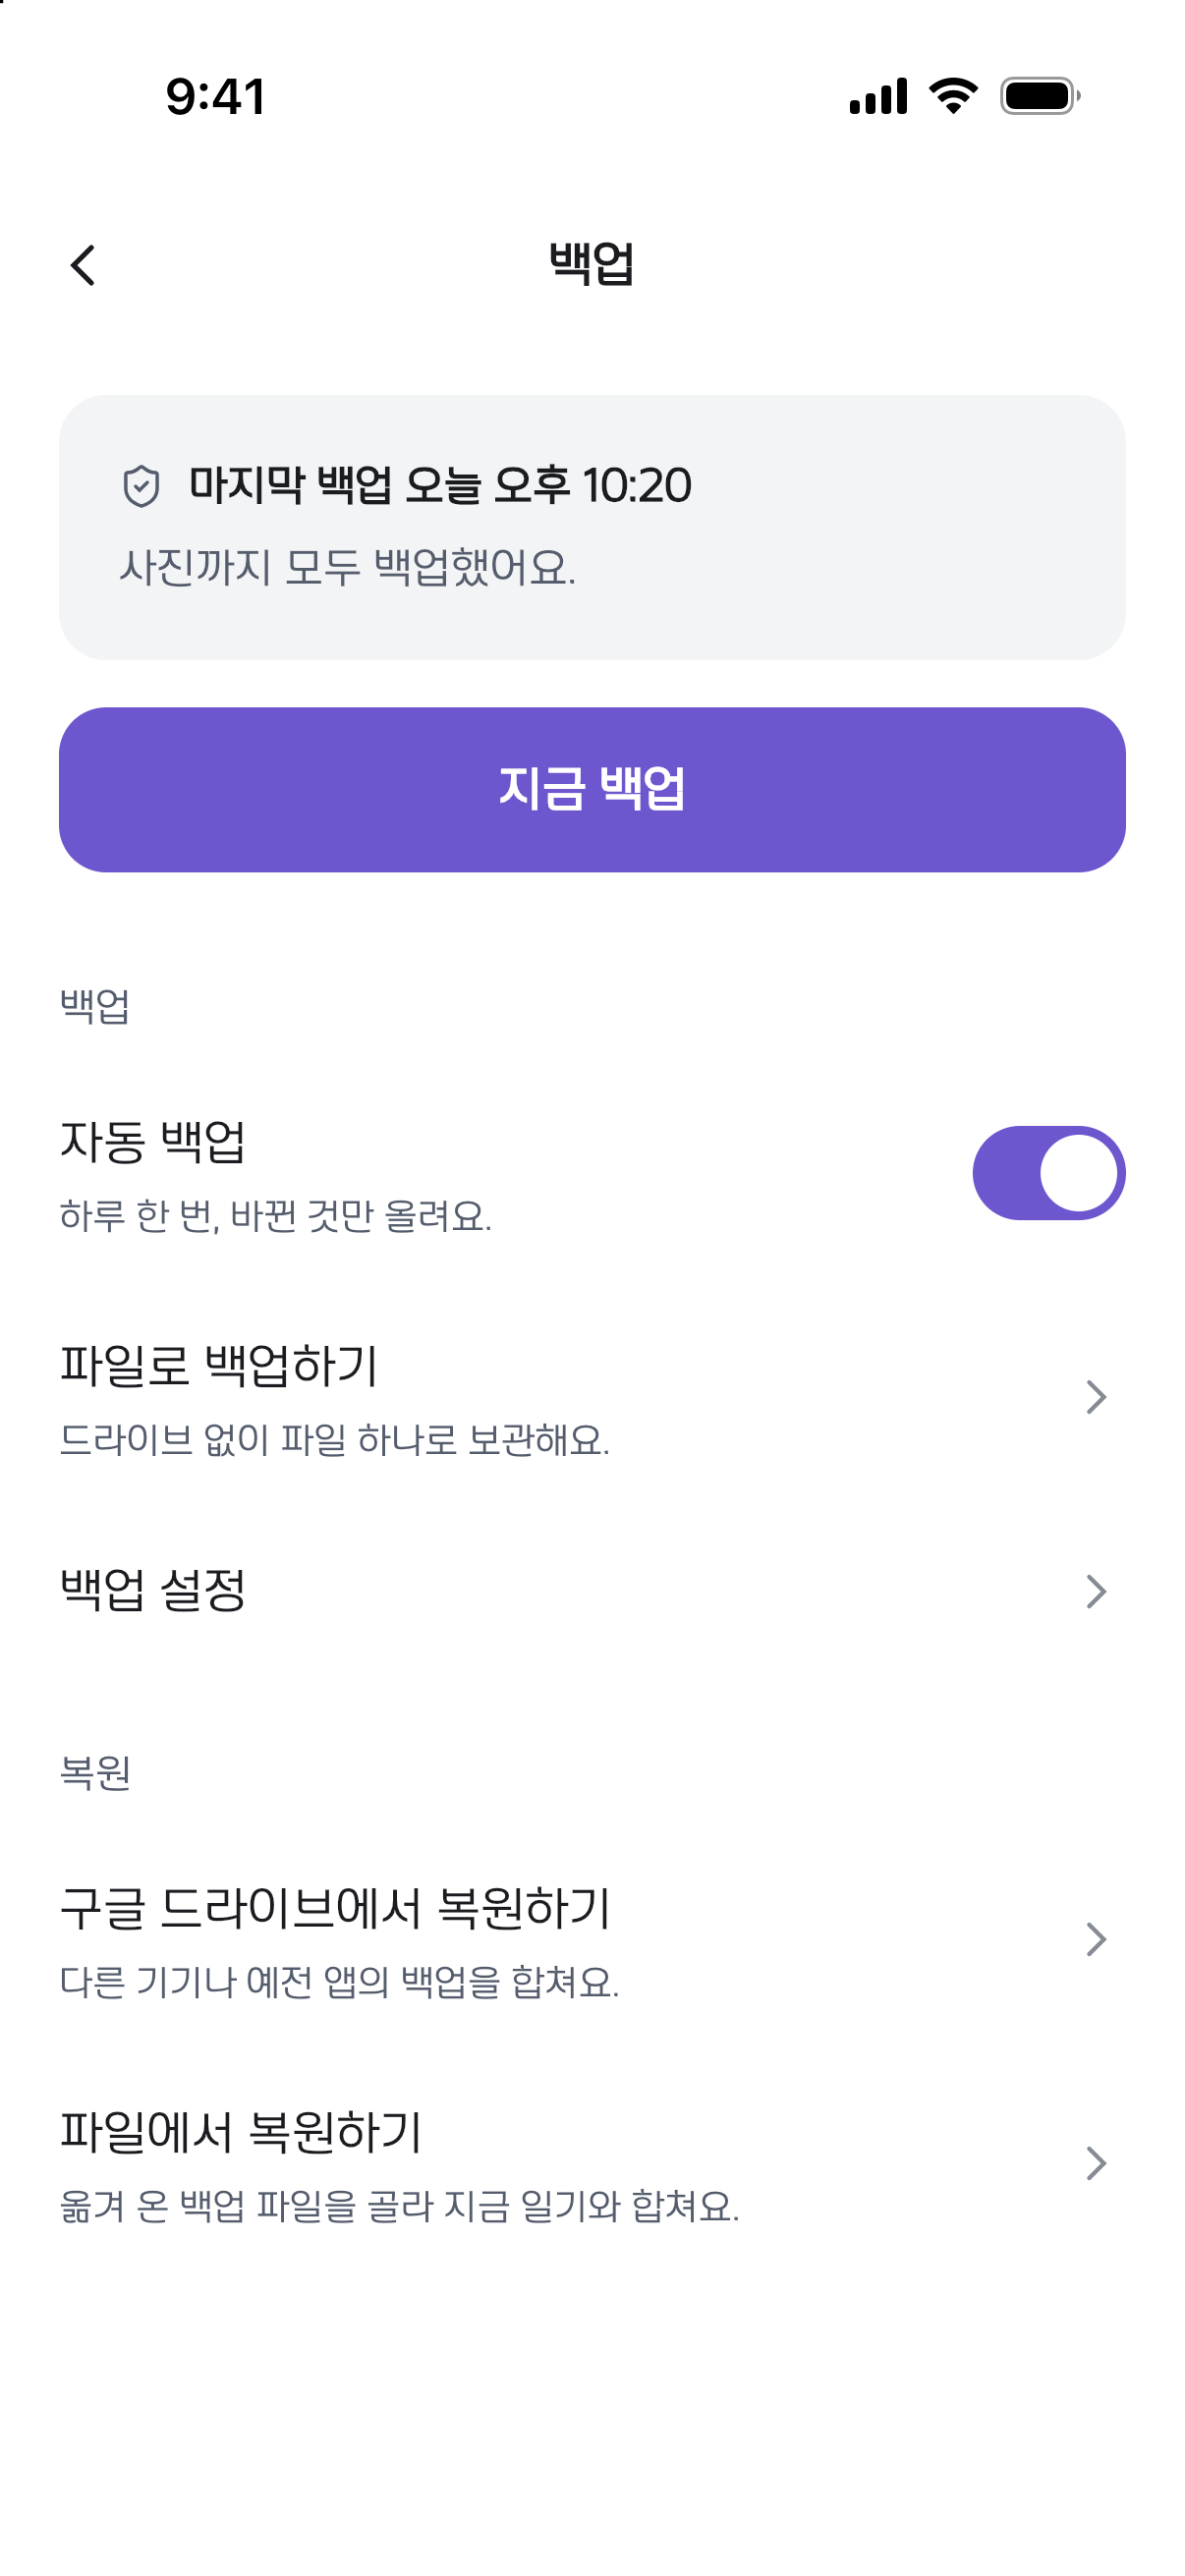 9:41
백업
마지막 백업 오늘 오후 10:20
사진까지 모두 백업했어요.
지금 백업
백업
자동 백업
하루 한 번, 바뀐 것만 올려요.
파일로 백업하기
드라이브 없이 파일 하나로 보관해요.
백업 설정
복원
구글 드라이브에서 복원하기
다른 기기나 예전 앱의 백업을 합쳐요.
파일에서 복원하기
옮겨 온 백업 파일을 골라 지금 일기와 합쳐요.